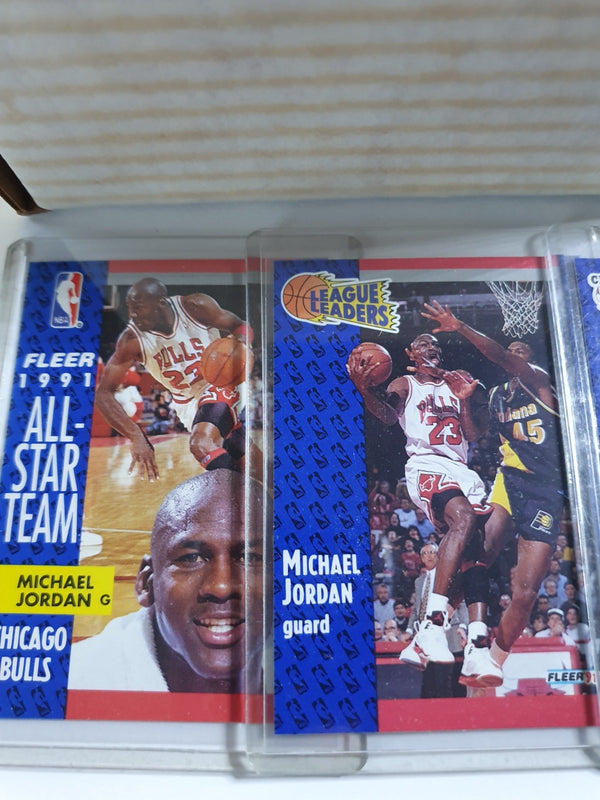 NBA
FLEER
1991
ALL-
STAR
TEAM
MICHAEL
JORDAN G
CHICAGO
BULLS
BULLS
23
LEAGUE
LEADERS
BULLS
23
45
MICHAEL
JORDAN
guard
FLEER '91